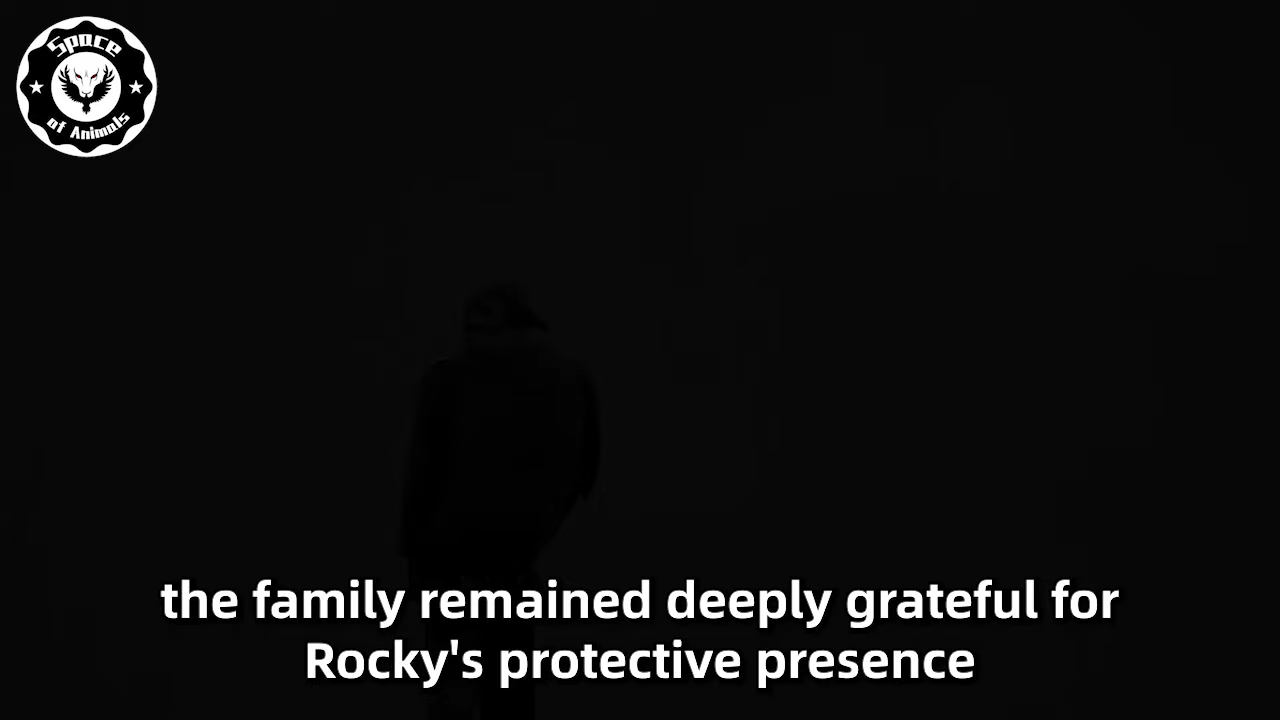 Space
of Animals
the family remained deeply grateful for
Rocky's protective presence